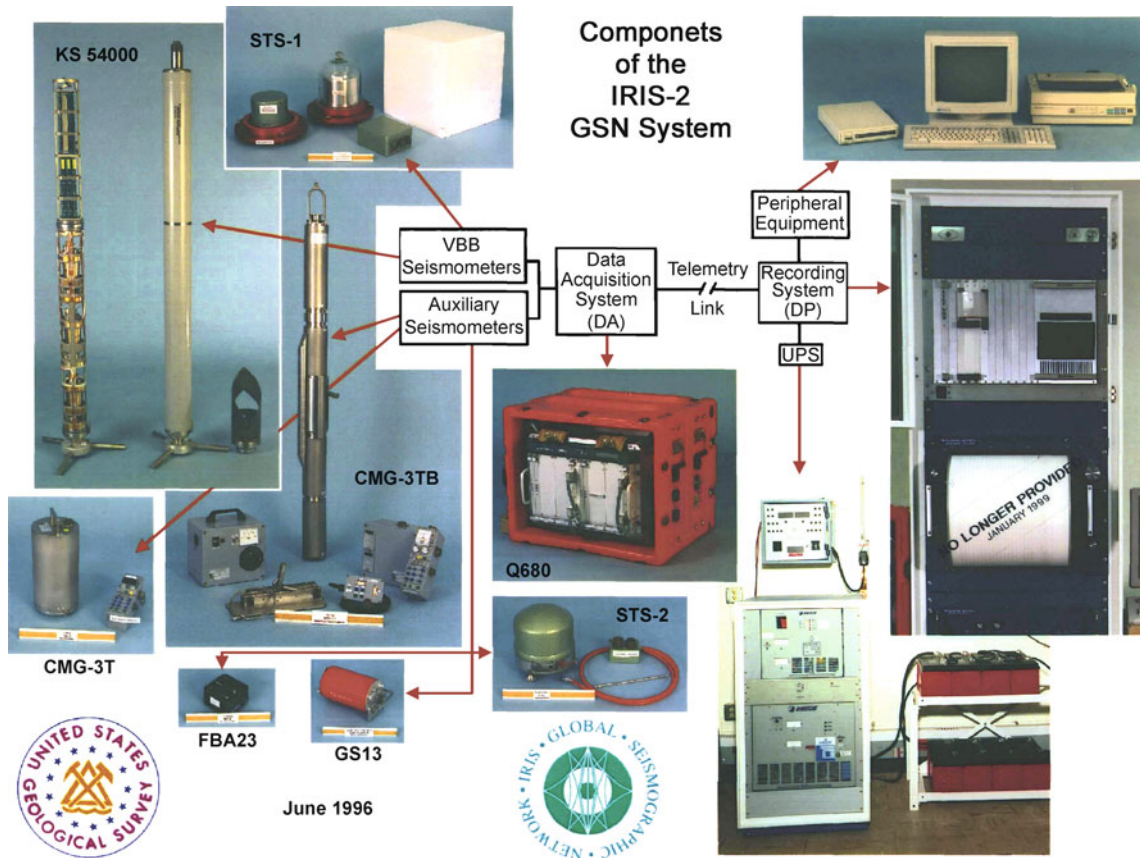 Componets
of the
IRIS-2
GSN System
KS 54000
STS-1
VBB
Seismometers
Auxiliary
Seismometers
Data
Acquisition
System
(DA)
Telemetry
Link
Peripheral
Equipment
Recording
System
(DP)
UPS
CMG-3TB
Q680
NO LONGER PROVIDE
JANUARY 1999
CMG-3T
STS-2
FBA23
GS13
UNITED STATES
GEOLOGICAL SURVEY
June 1996
IRIS • GLOBAL • SEISMOGRAPHIC • NETWORK •